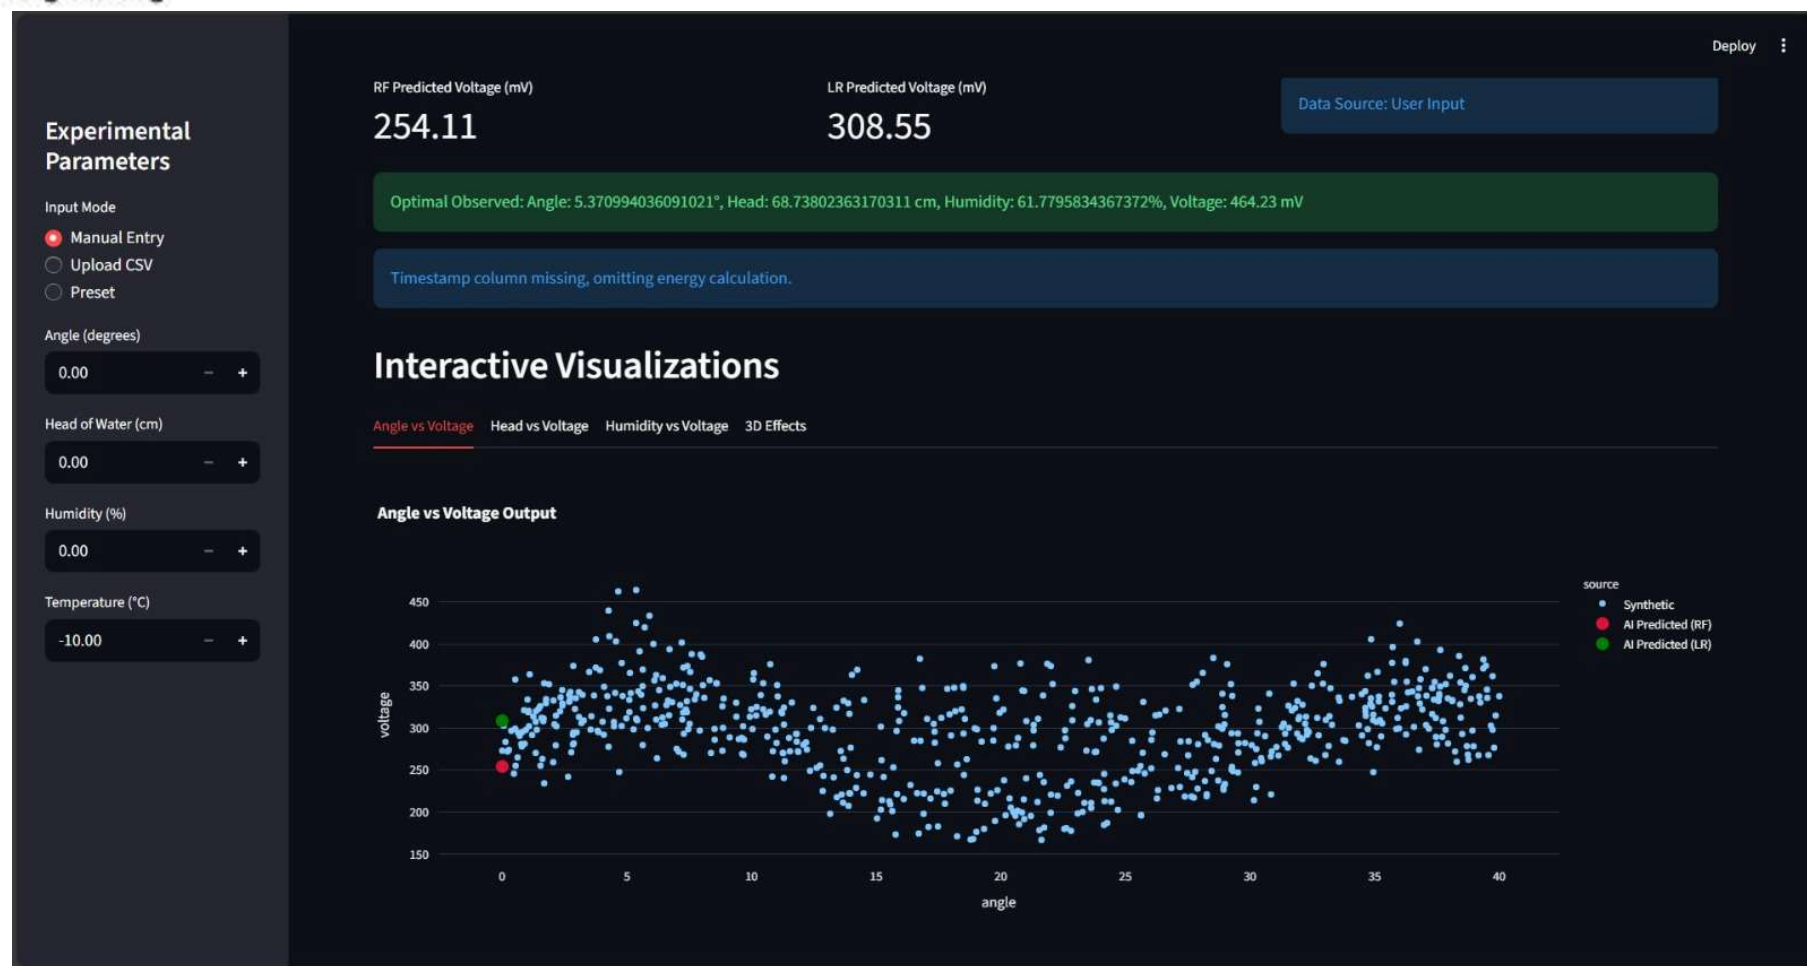 Deploy
Experimental
Parameters
Input Mode
Manual Entry
Upload CSV
Preset
Angle (degrees)
0.00
Head of Water (cm)
0.00
Humidity (%)
0.00
Temperature (°C)
-10.00
RF Predicted Voltage (mV)
254.11
LR Predicted Voltage (mV)
308.55
Data Source: User Input
Optimal Observed: Angle: 5.370994036091021°, Head: 68.73802363170311 cm, Humidity: 61.7795834367372%, Voltage: 464.23 mV
Timestamp column missing, omitting energy calculation.
Interactive Visualizations
Angle vs Voltage Head vs Voltage Humidity vs Voltage 3D Effects
Angle vs Voltage Output
voltage
450
400
350
300
250
200
150
0 5 10 15 20 25 30 35 40
angle
source
Synthetic
AI Predicted (RF)
AI Predicted (LR)